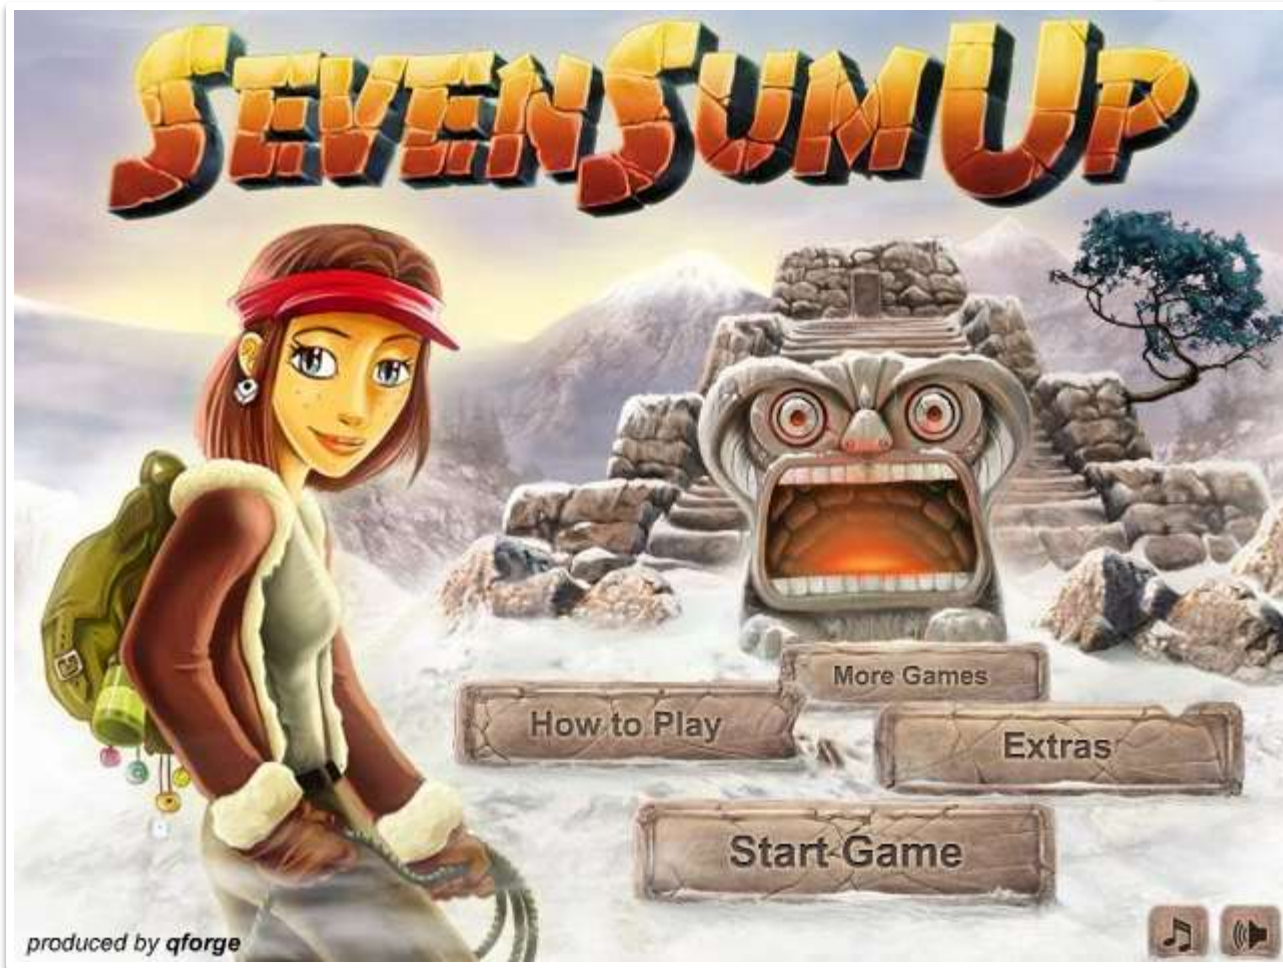 SEVEN SUM UP
More Games
How to Play
Extras
Start Game
produced by qforge